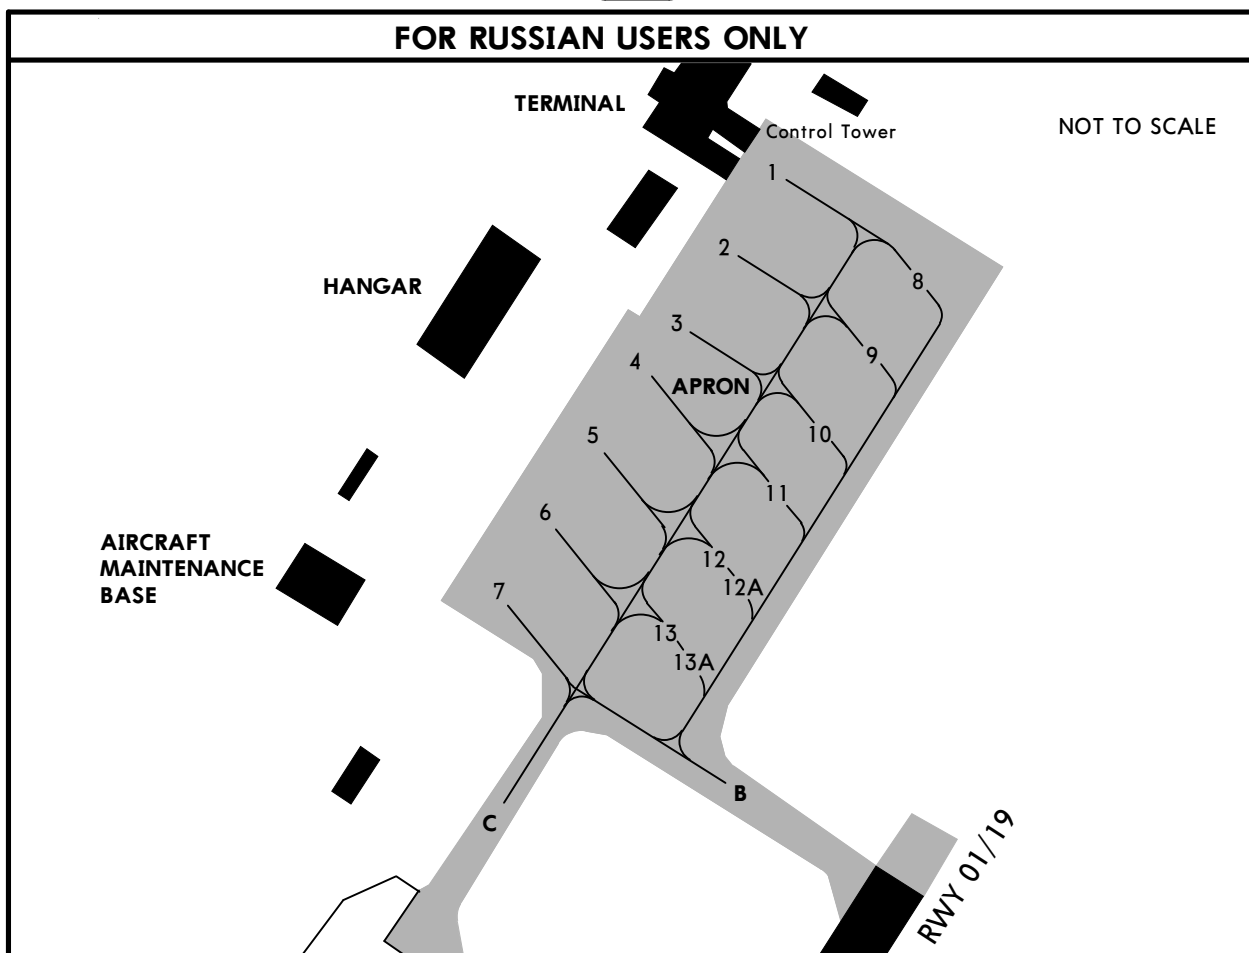 FOR RUSSIAN USERS ONLY
TERMINAL
Control Tower
NOT TO SCALE
1
2
8
HANGAR
3
9
4
APRON
5
10
11
6
AIRCRAFT
MAINTENANCE
BASE
12
12A
7
13
13A
B
C
RWY 01/19